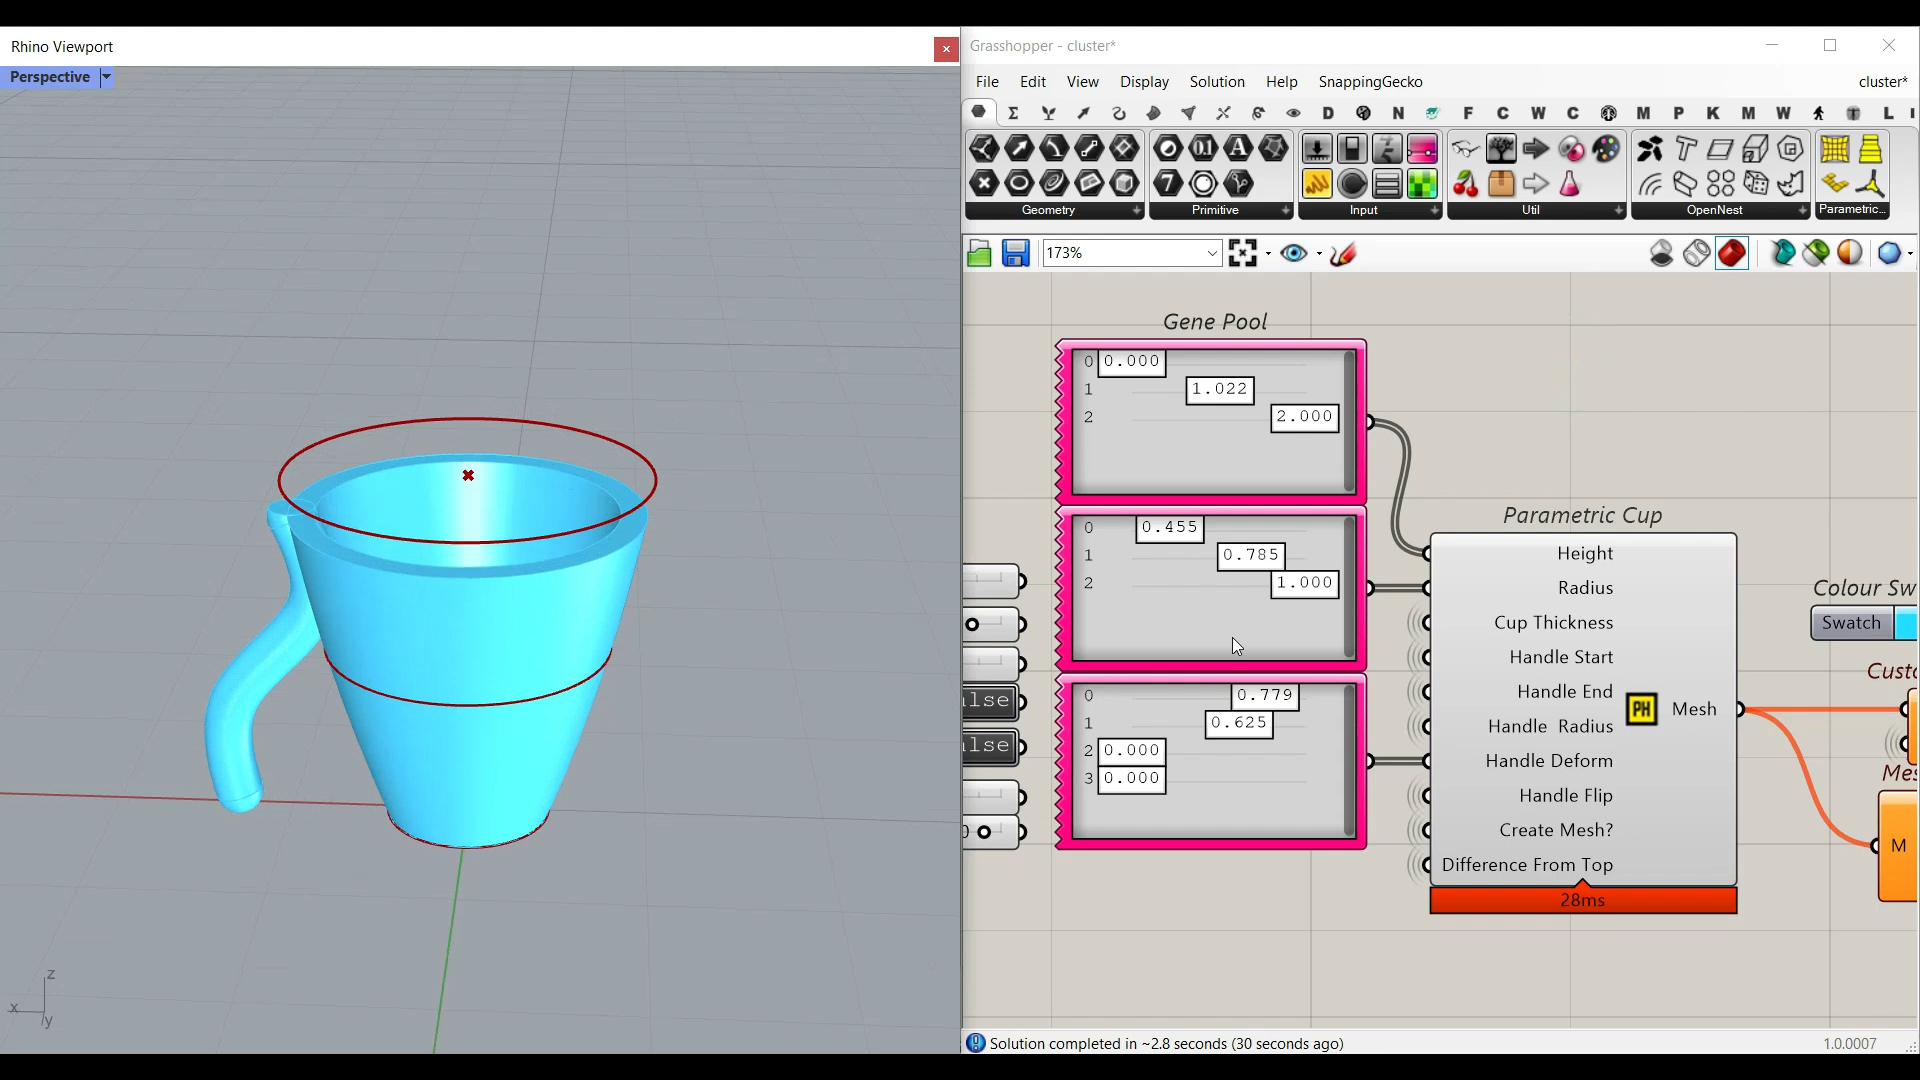 Rhino Viewport
Perspective
z
x
y
Grasshopper - cluster*
File Edit View Display Solution Help SnappingGecko cluster*
D N F C W C M P K M W L
Geometry Primitive Input Util OpenNest Parametric...
173%
Gene Pool
0 0.000
1 1.022
2 2.000
0 0.455
1 0.785
2 1.000
0 0.779
1 0.625
2 0.000
3 0.000
alse
alse
Parametric Cup
Height
Radius
Cup Thickness
Handle Start
Handle End
Handle Radius
Handle Deform
Handle Flip
Create Mesh?
Difference From Top
PH
Mesh
28ms
Colour Sw
Swatch
Custo
Mes
M
Solution completed in ~2.8 seconds (30 seconds ago)
1.0.0007